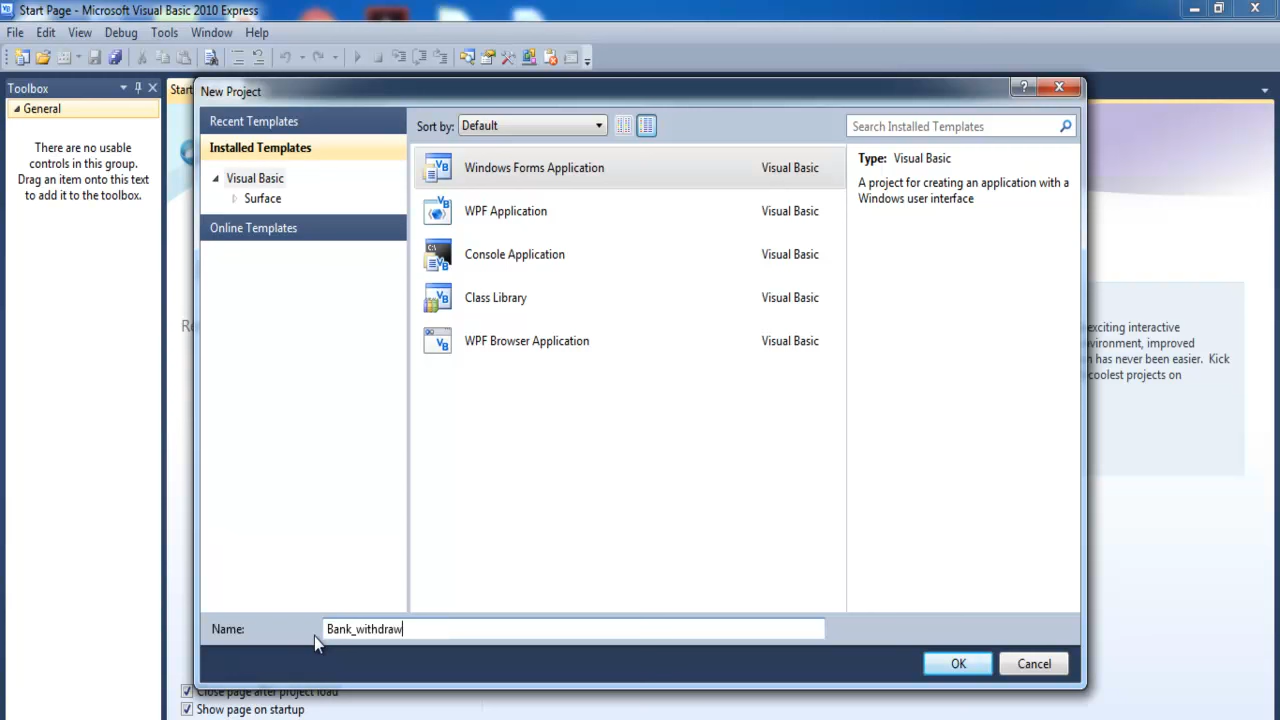 Start Page - Microsoft Visual Basic 2010 Express
File Edit View Debug Tools Window Help
Toolbox
General
There are no usable
controls in this group.
Drag an item onto this text
to add it to the toolbox.
Start
New Project
Recent Templates
Installed Templates
Visual Basic
Surface
Online Templates
Sort by: Default
Search Installed Templates
Windows Forms Application Visual Basic
WPF Application Visual Basic
Console Application Visual Basic
Class Library Visual Basic
WPF Browser Application Visual Basic
Type: Visual Basic
A project for creating an application with a
Windows user interface
exciting interactive
vironment, improved
n has never been easier. Kick
coolest projects on
Name: Bank_withdraw
OK Cancel
Close page after project load
Show page on startup